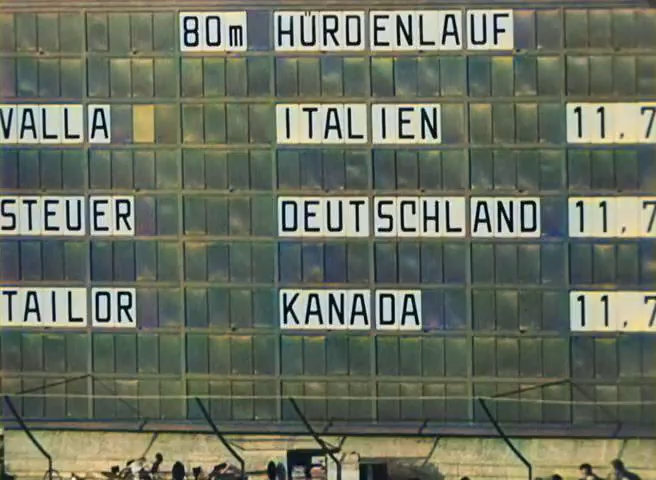 80m HÜRDENLAUF
VALLA ITALIEN 11,7
STEUER DEUTSCHLAND 11,7
TAILOR KANADA 11,7